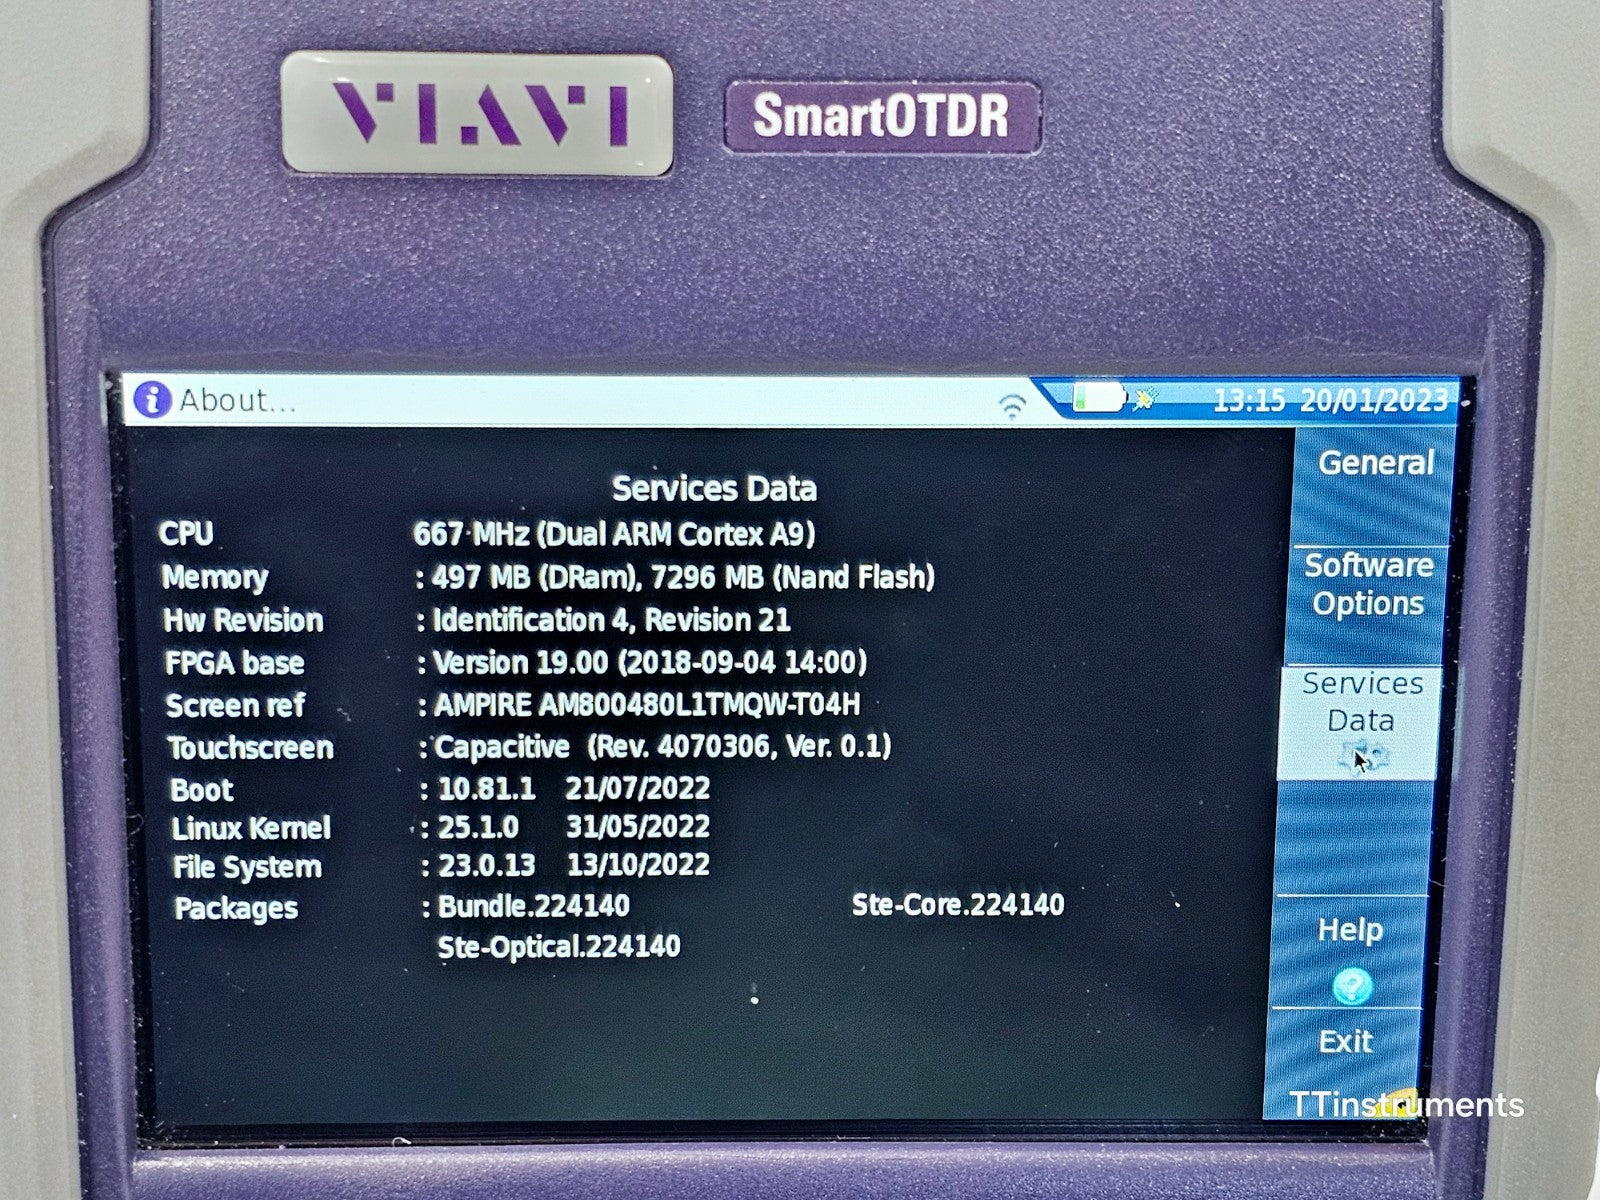 VIAVI
SmartOTDR
About...
13:15 20/01/2023
Services Data
CPU 667 MHz (Dual ARM Cortex A9)
Memory : 497 MB (DRam), 7296 MB (Nand Flash)
Hw Revision : Identification 4, Revision 21
FPGA base : Version 19.00 (2018-09-04 14:00)
Screen ref : AMPIRE AM800480L1TMQW-T04H
Touchscreen : Capacitive (Rev. 4070306, Ver. 0.1)
Boot : 10.81.1 21/07/2022
Linux Kernel : 25.1.0 31/05/2022
File System : 23.0.13 13/10/2022
Packages : Bundle.224140 Ste-Core.224140
Ste-Optical.224140
General
Software
Options
Services
Data
Help
?
Exit
TTinstruments